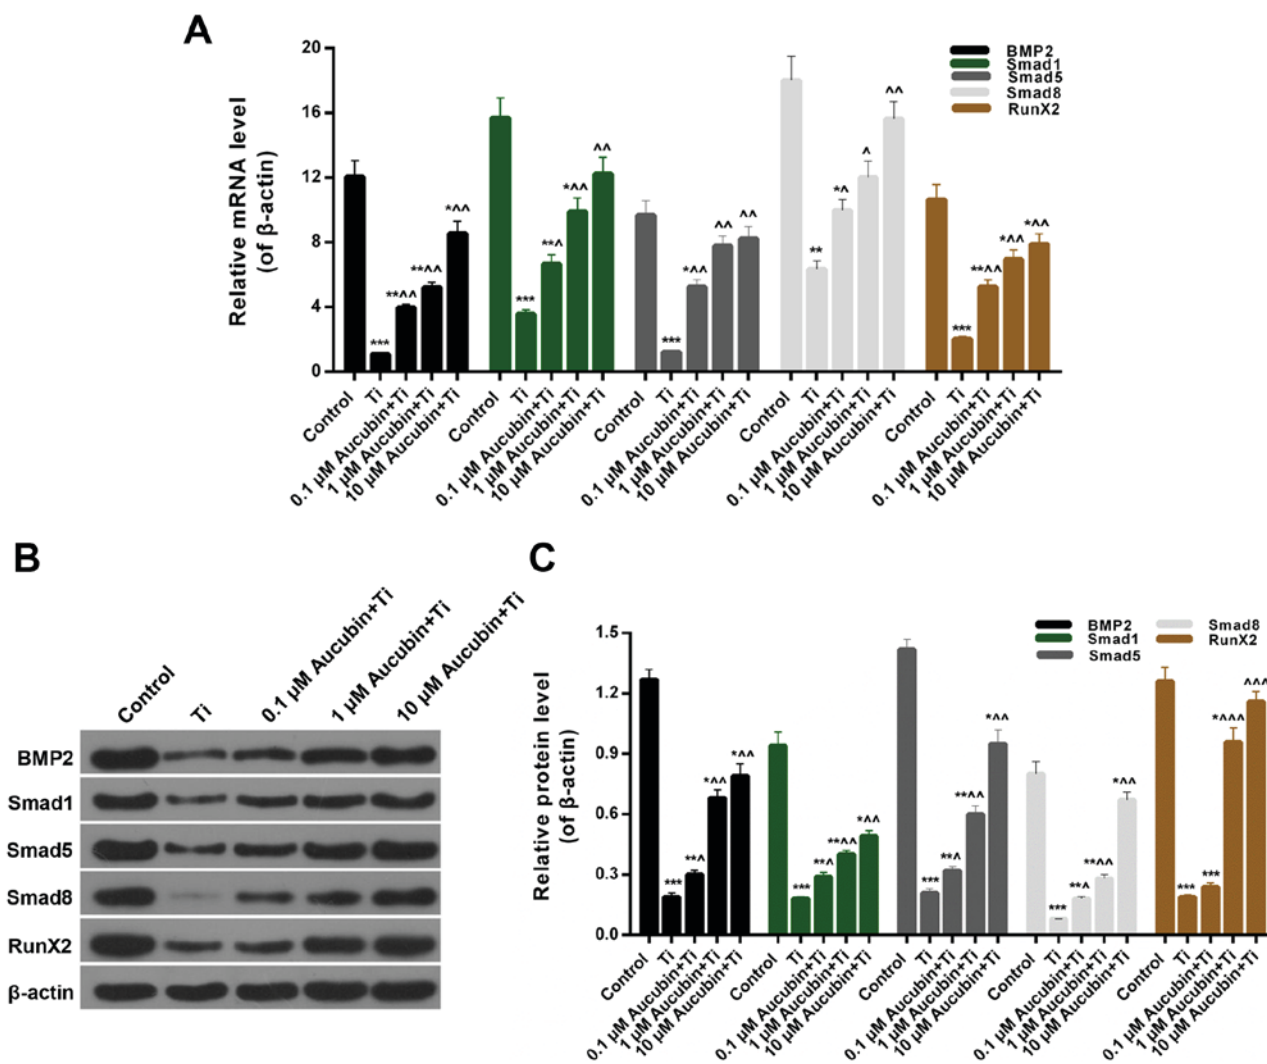 A
Relative mRNA level
(of β-actin)
20
16
12
8
4
0
BMP2
Smad1
Smad5
Smad8
RunX2
***
**^^
**^^
*^^
***
**^
*^^
^^
***
*^^
^^
^^
**
*^
^
^^
***
**^^
*^^
*^^
Control
Ti
0.1 μM Aucubin+Ti
1 μM Aucubin+Ti
10 μM Aucubin+Ti
Control
Ti
0.1 μM Aucubin+Ti
1 μM Aucubin+Ti
10 μM Aucubin+Ti
Control
Ti
0.1 μM Aucubin+Ti
1 μM Aucubin+Ti
10 μM Aucubin+Ti
Control
Ti
0.1 μM Aucubin+Ti
1 μM Aucubin+Ti
10 μM Aucubin+Ti
Control
Ti
0.1 μM Aucubin+Ti
1 μM Aucubin+Ti
10 μM Aucubin+Ti
B
Control
Ti
0.1 μM Aucubin+Ti
1 μM Aucubin+Ti
10 μM Aucubin+Ti
BMP2
Smad1
Smad5
Smad8
RunX2
β-actin
C
Relative protein level
(of β-actin)
1.5
1.2
0.9
0.6
0.3
0.0
BMP2
Smad1
Smad5
Smad8
RunX2
***
**^
*^^
*^^
***
**^
**^^
*^^
***
**^
**^^
*^^
***
**^
**^^
*^^
***
***
*^^^
^^^
Control
Ti
0.1 μM Aucubin+Ti
1 μM Aucubin+Ti
10 μM Aucubin+Ti
Control
Ti
0.1 μM Aucubin+Ti
1 μM Aucubin+Ti
10 μM Aucubin+Ti
Control
Ti
0.1 μM Aucubin+Ti
1 μM Aucubin+Ti
10 μM Aucubin+Ti
Control
Ti
0.1 μM Aucubin+Ti
1 μM Aucubin+Ti
10 μM Aucubin+Ti
Control
Ti
0.1 μM Aucubin+Ti
1 μM Aucubin+Ti
10 μM Aucubin+Ti